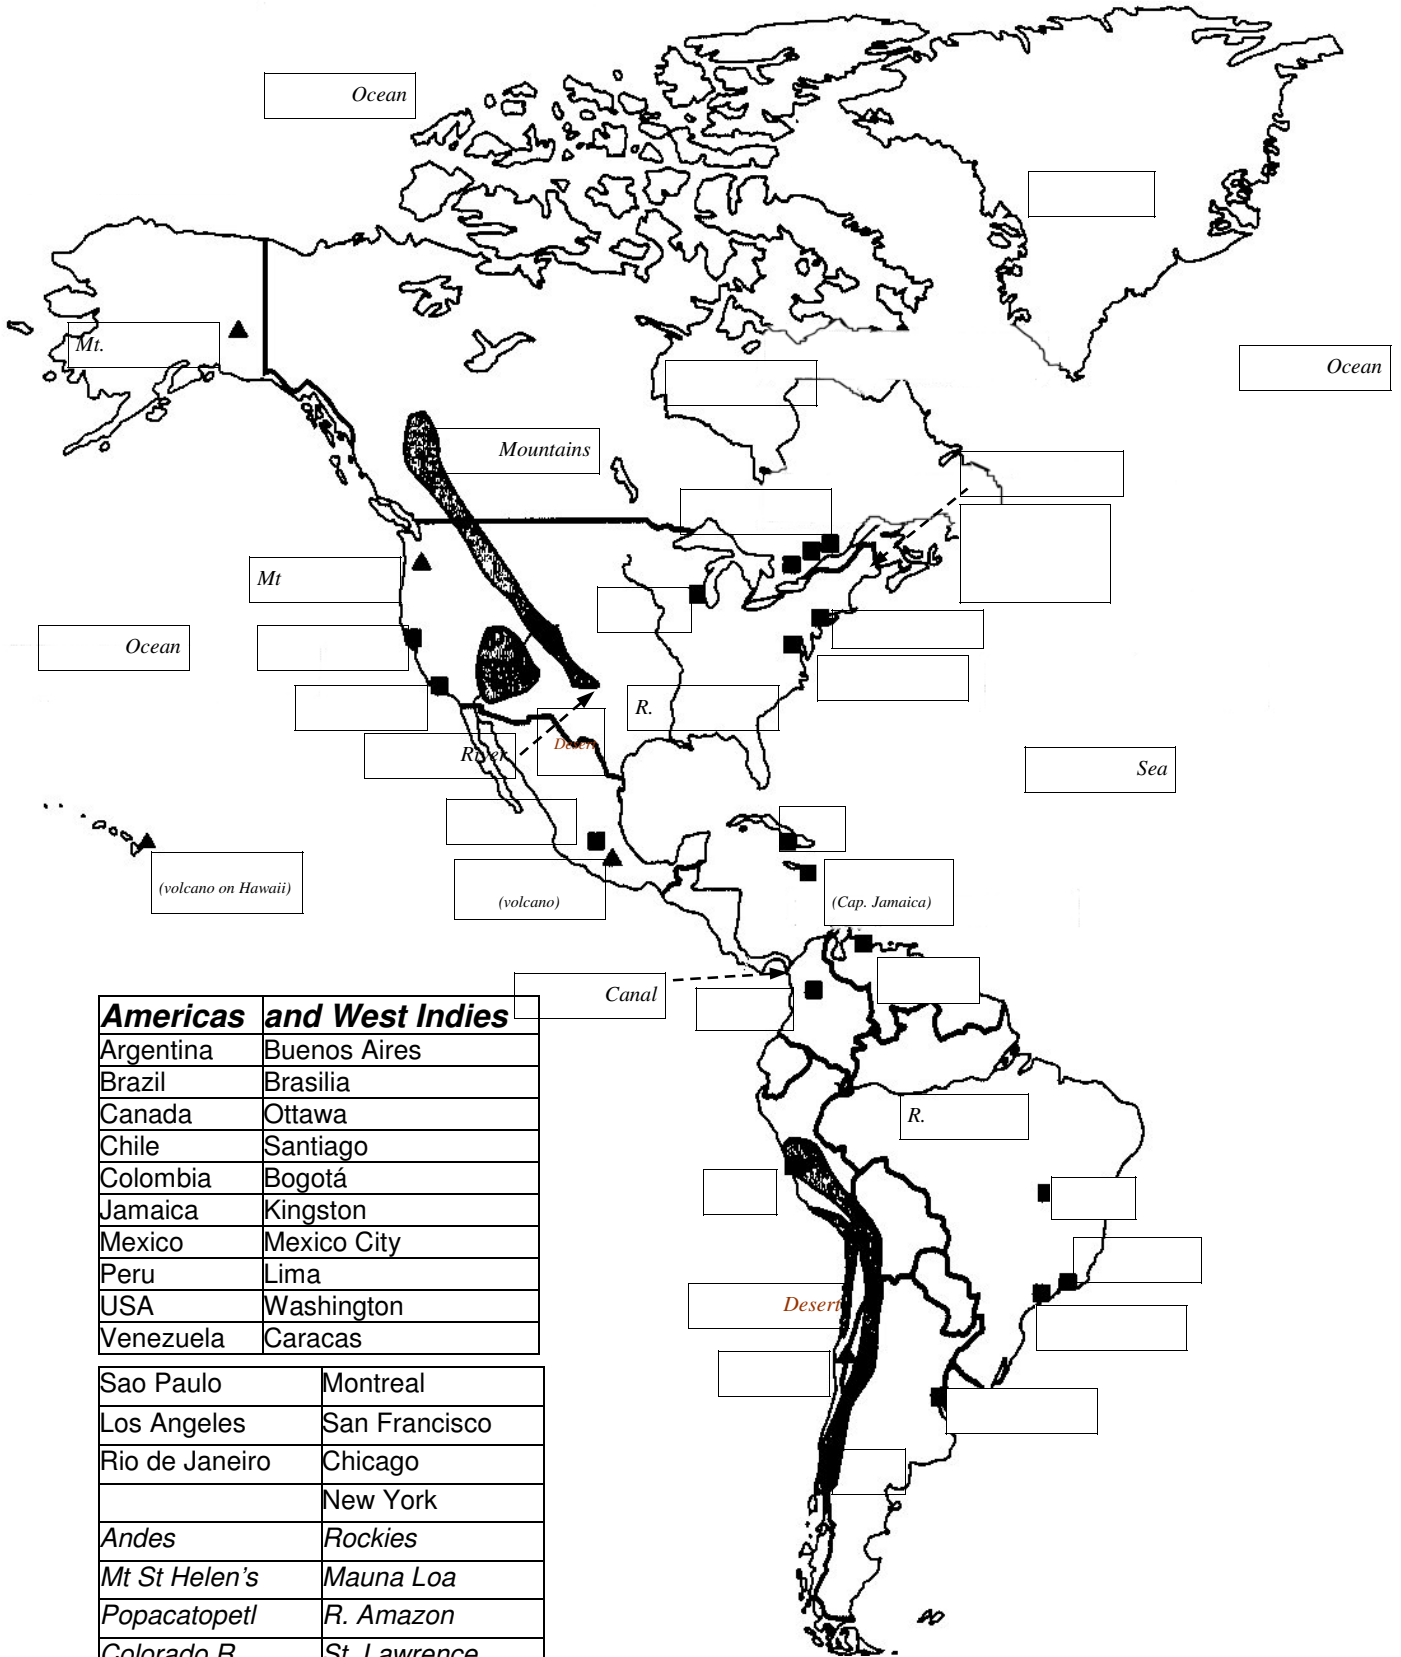 Ocean
Mt.
Ocean
Mountains
Mt
Ocean
R.
River
Desert
Sea
(volcano on Hawaii)
(volcano)
(Cap. Jamaica)
Canal
Americas and West Indies
Argentina Buenos Aires
Brazil Brasilia
Canada Ottawa
Chile Santiago
Colombia Bogotá
Jamaica Kingston
Mexico Mexico City
Peru Lima
USA Washington
Venezuela Caracas
R.
Desert
Sao Paulo Montreal
Los Angeles San Francisco
Rio de Janeiro Chicago
New York
Andes Rockies
Mt St Helen's Mauna Loa
Popacatopetl R. Amazon
Colorado R. St. Lawrence